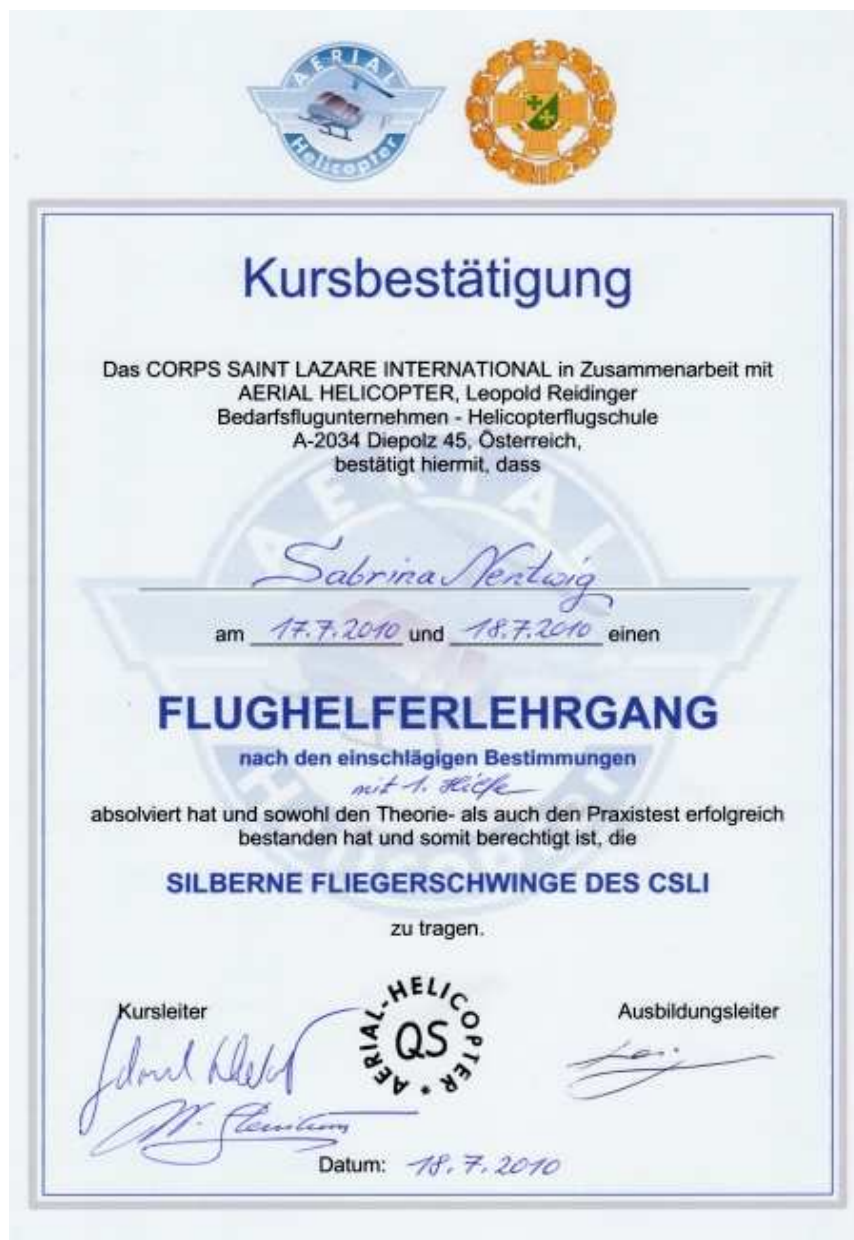 AERIAL
Helicopter
Kursbestätigung
Das CORPS SAINT LAZARE INTERNATIONAL in Zusammenarbeit mit
AERIAL HELICOPTER, Leopold Reidinger
Bedarfsflugunternehmen - Helicopterflugschule
A-2034 Diepolz 45, Österreich,
bestätigt hiermit, dass
Sabrina Nentwig
am 17.7.2010 und 18.7.2010 einen
FLUGHELFERLEHRGANG
nach den einschlägigen Bestimmungen
mit 1. Hilfe
absolviert hat und sowohl den Theorie- als auch den Praxistest erfolgreich
bestanden hat und somit berechtigt ist, die
SILBERNE FLIEGERSCHWINGE DES CSLI
zu tragen.
Kursleiter
AERIAL-HELICOPTER
QS
Ausbildungsleiter
Datum: 18.7.2010